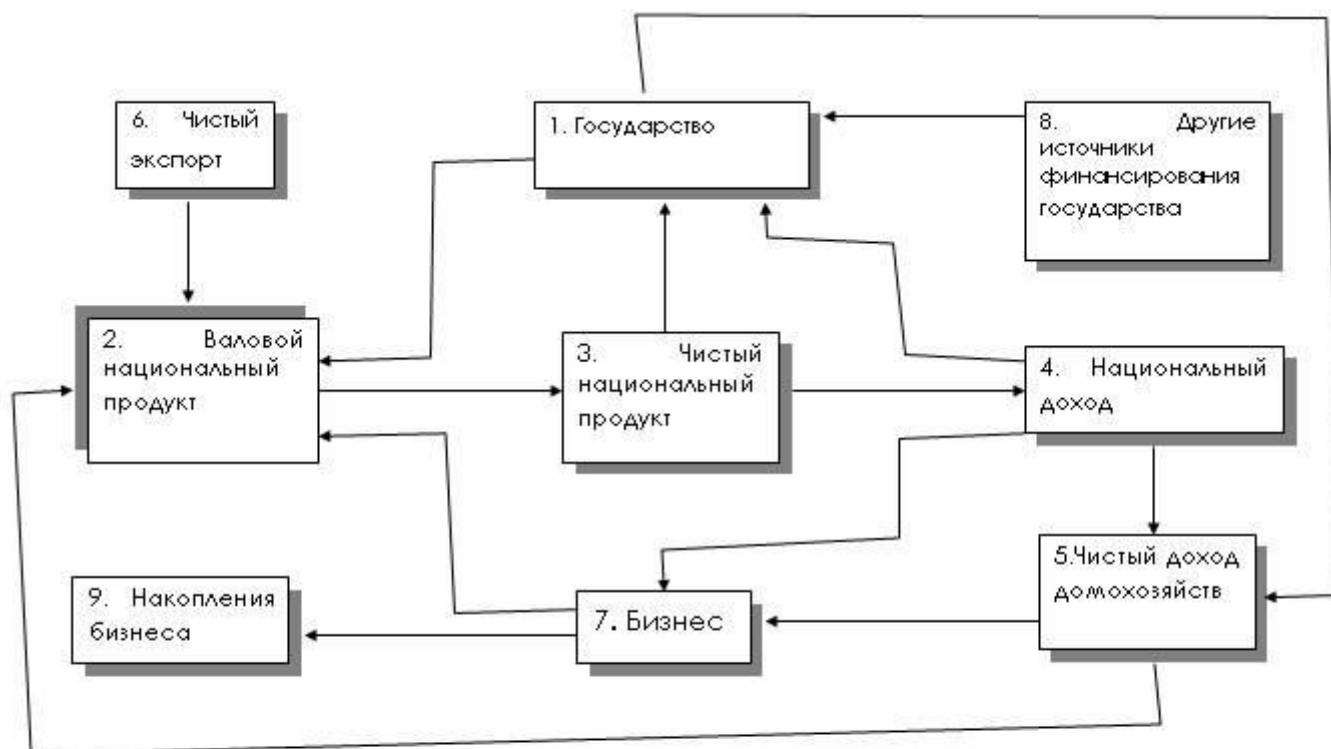 6. Чистый
экспорт
1. Государство
8. Другие
источники
финансирования
государства
2. Валовой
национальный
продукт
3. Чистый
национальный
продукт
4. Национальный
доход
5.Чистый доход
домохозяйств
9. Накопления
бизнеса
7. Бизнес